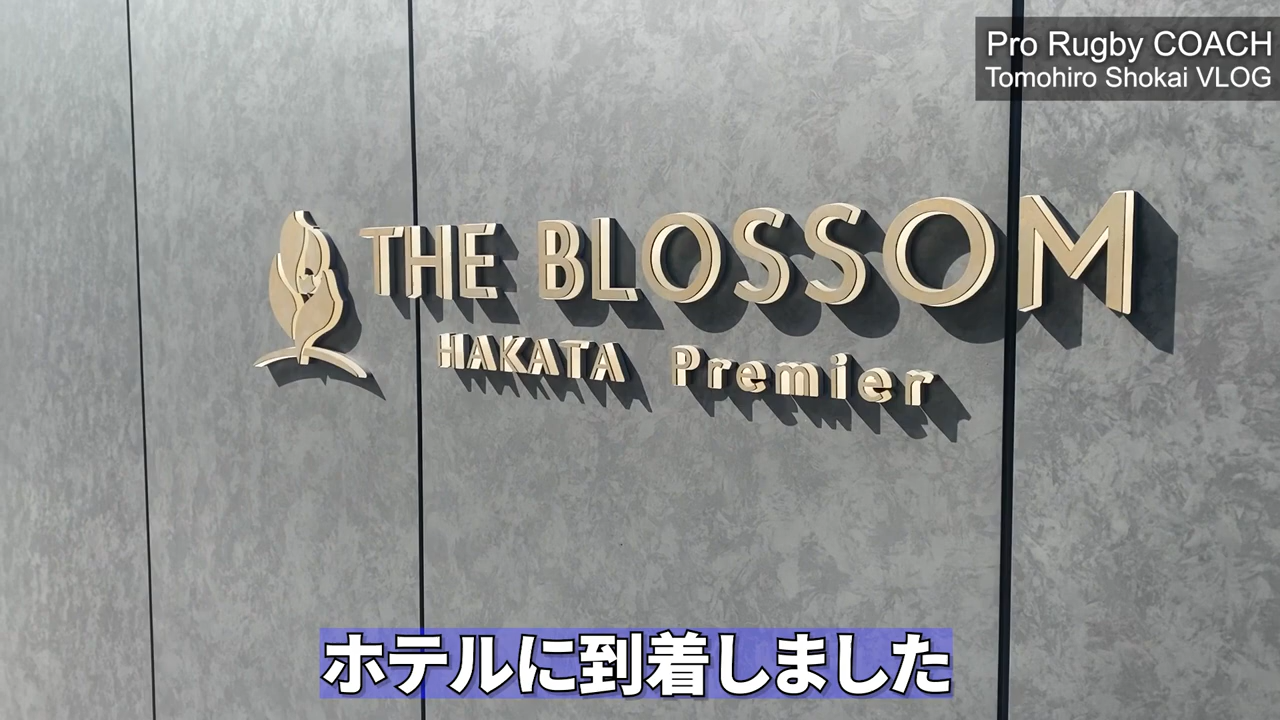 Pro Rugby COACH
Tomohiro Shokai VLOG
THE BLOSSOM
HAKATA Premier
ホテルに到着しました